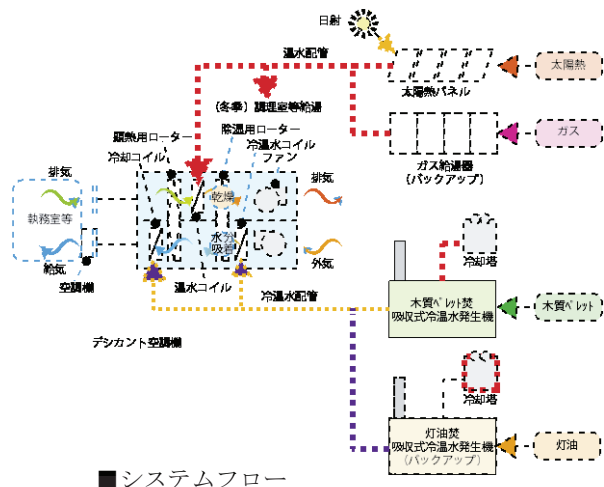 日射
温水配管
太陽熱
太陽熱パネル
(冬季) 調理室等給湯
ガス
顕熱用ローター
除湿用ローター
冷却コイル
冷温水コイル
ファン
ガス給湯器
(バックアップ)
排気
排気
乾燥
執務室等
水分
吸着
給気
外気
空調機
温水コイル
冷温水配管
冷却塔
木質ペレット焚
吸収式冷温水発生機
木質ペレット
デシカント空調機
冷却塔
灯油焚
吸収式冷温水発生機
(バックアップ)
灯油
■システムフロー